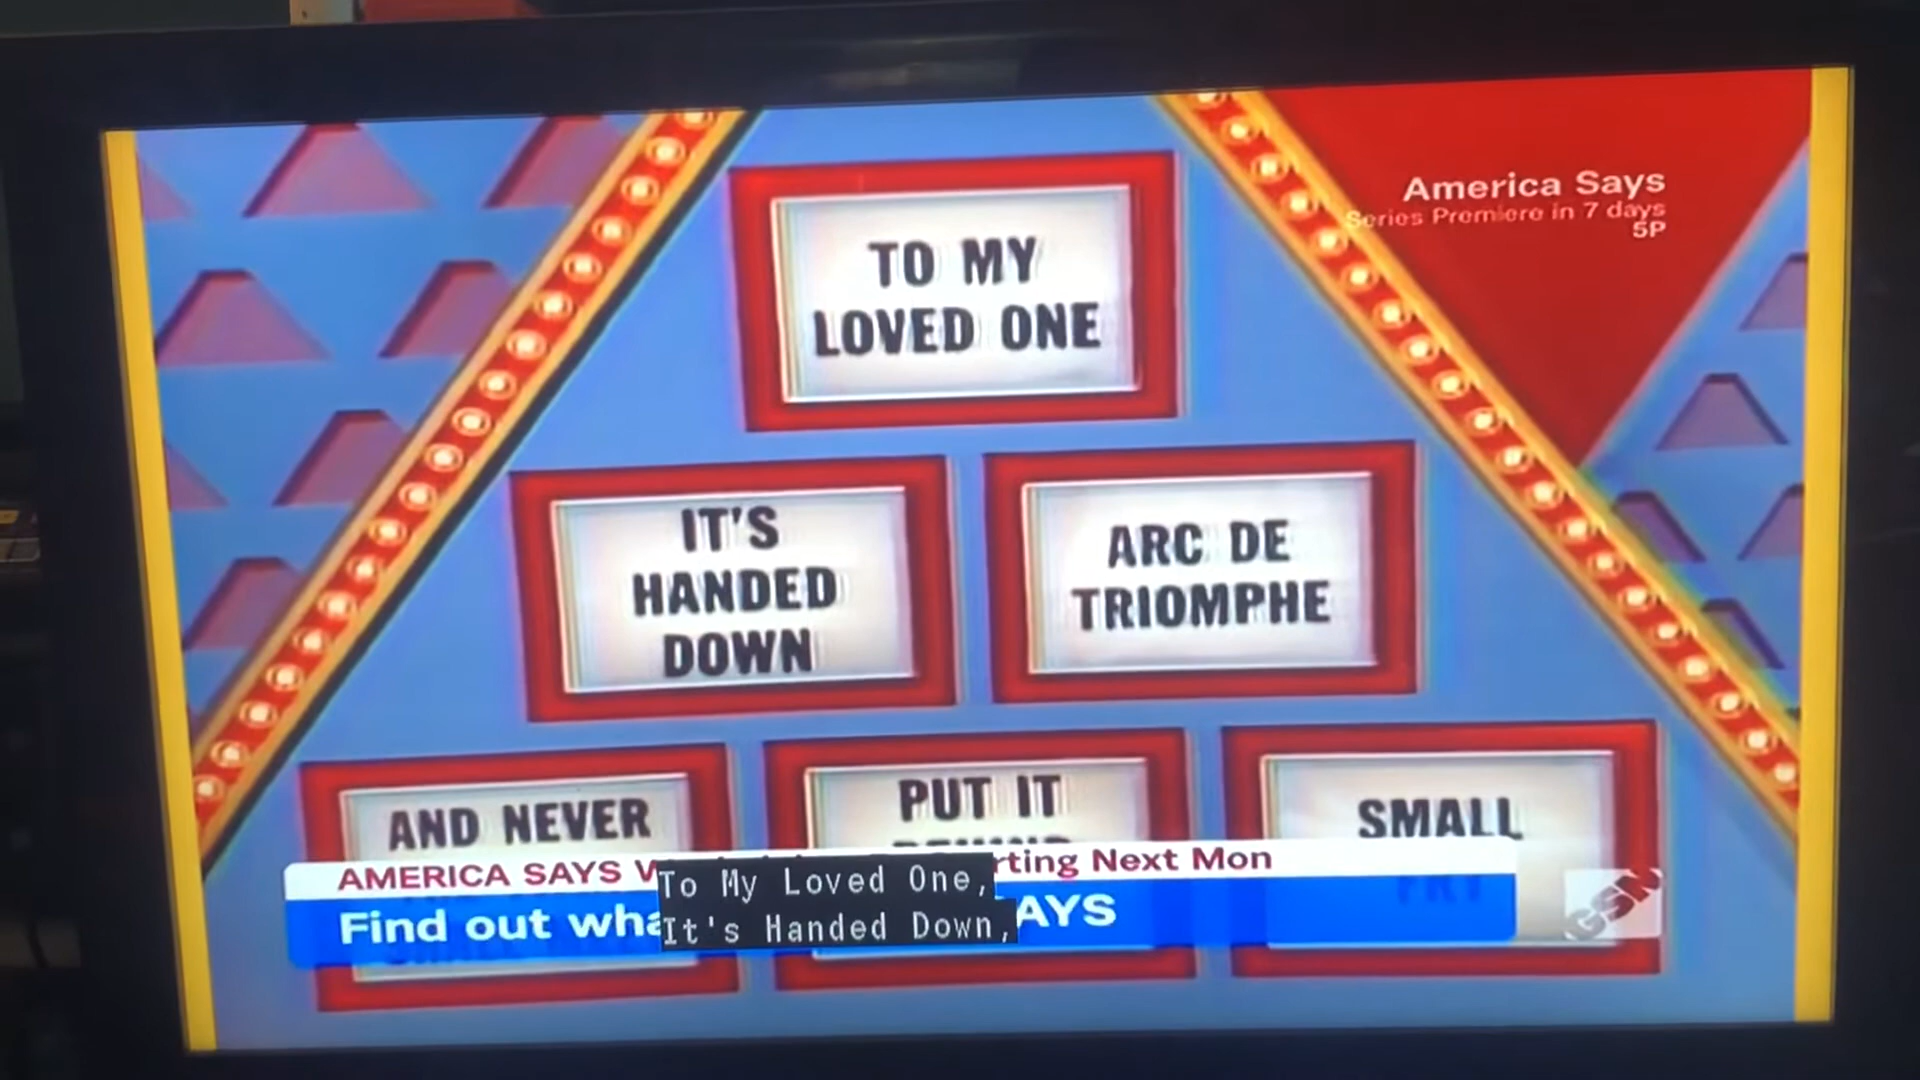 America Says
Series Premiere in 7 days
5P
TO MY
LOVED ONE
IT'S
HANDED
DOWN
ARC DE
TRIOMPHE
AND NEVER
PUT IT
BEHIND
SMALL
FRY
AMERICA SAYS
rting Next Mon
Find out wha
AYS
To My Loved One,
It's Handed Down,
GSN